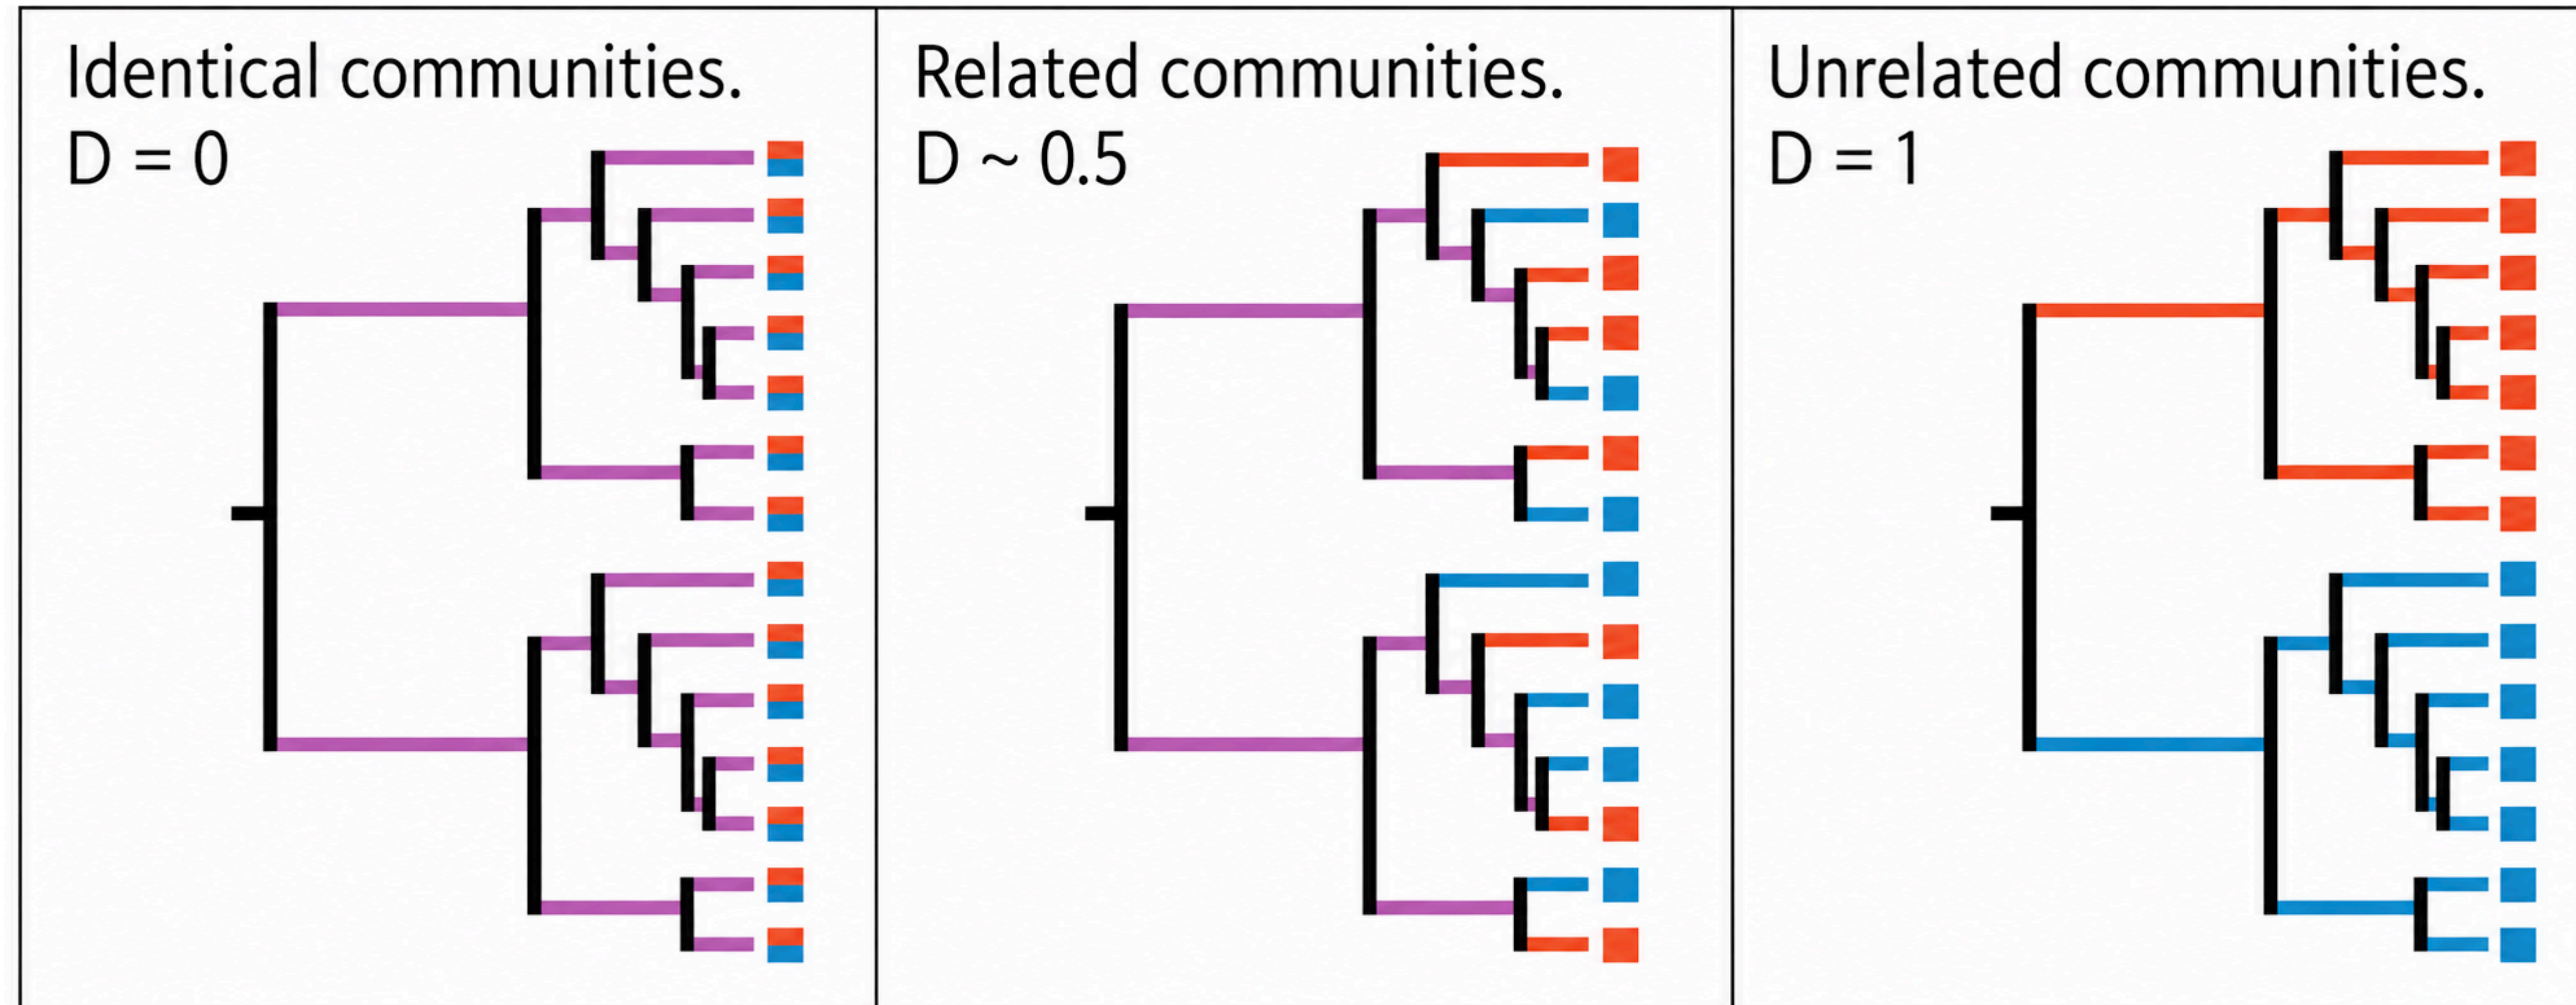 Identical communities.
D = 0
Related communities.
D ~ 0.5
Unrelated communities.
D = 1